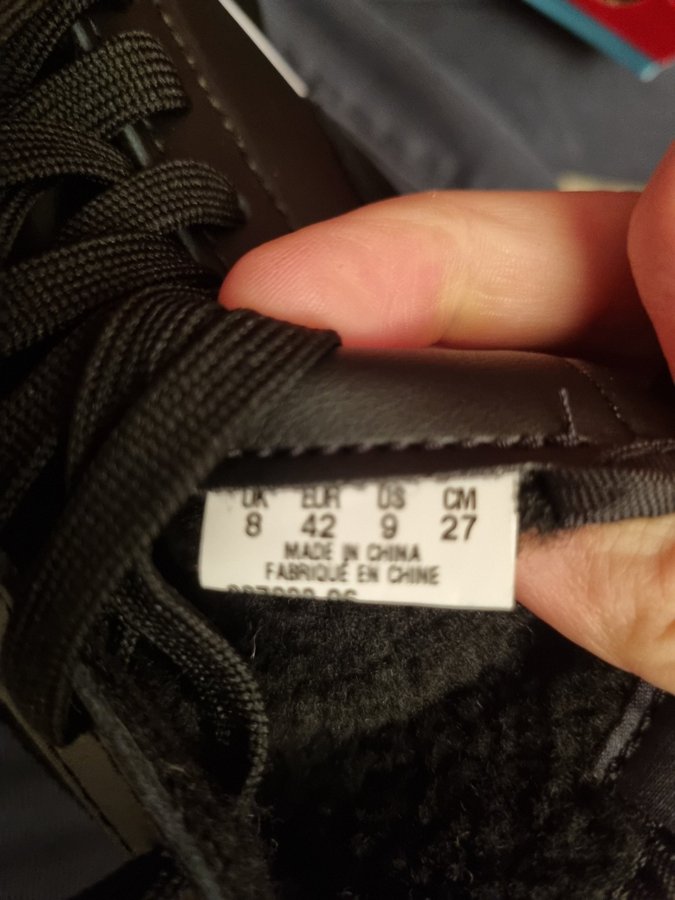 UK EUR US CM
8 42 9 27
MADE IN CHINA
FABRIQUÉ EN CHINE